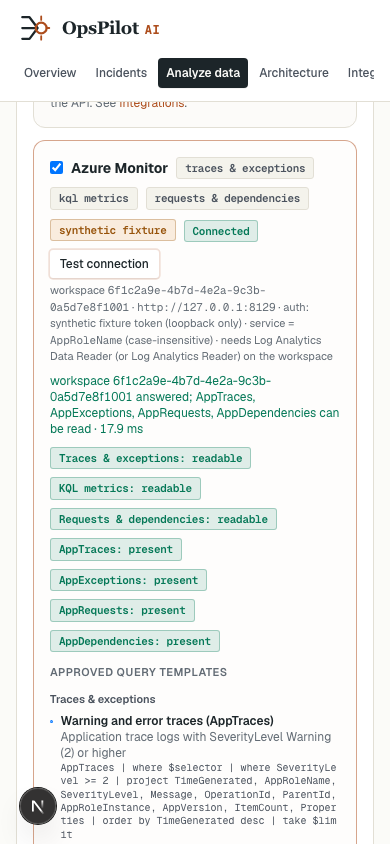 OpsPilot AI
Overview Incidents Analyze data Architecture Integ
the API. See Integrations.
Azure Monitor traces & exceptions
kql metrics requests & dependencies
synthetic fixture Connected
Test connection
workspace 6f1c2a9e-4b7d-4e2a-9c3b-
0a5d7e8f1001 · http://127.0.0.1:8129 · auth:
synthetic fixture token (loopback only) · service =
AppRoleName (case-insensitive) · needs Log Analytics
Data Reader (or Log Analytics Reader) on the workspace
workspace 6f1c2a9e-4b7d-4e2a-9c3b-
0a5d7e8f1001 answered; AppTraces,
AppExceptions, AppRequests, AppDependencies can
be read · 17.9 ms
Traces & exceptions: readable
KQL metrics: readable
Requests & dependencies: readable
AppTraces: present
AppExceptions: present
AppRequests: present
AppDependencies: present
APPROVED QUERY TEMPLATES
Traces & exceptions
Warning and error traces (AppTraces)
Application trace logs with SeverityLevel Warning
(2) or higher
AppTraces | where $selector | where SeverityLe
vel >= 2 | project TimeGenerated, AppRoleName,
SeverityLevel, Message, OperationId, ParentId,
AppRoleInstance, AppVersion, ItemCount, Proper
ties | order by TimeGenerated desc | take $lim
it
N